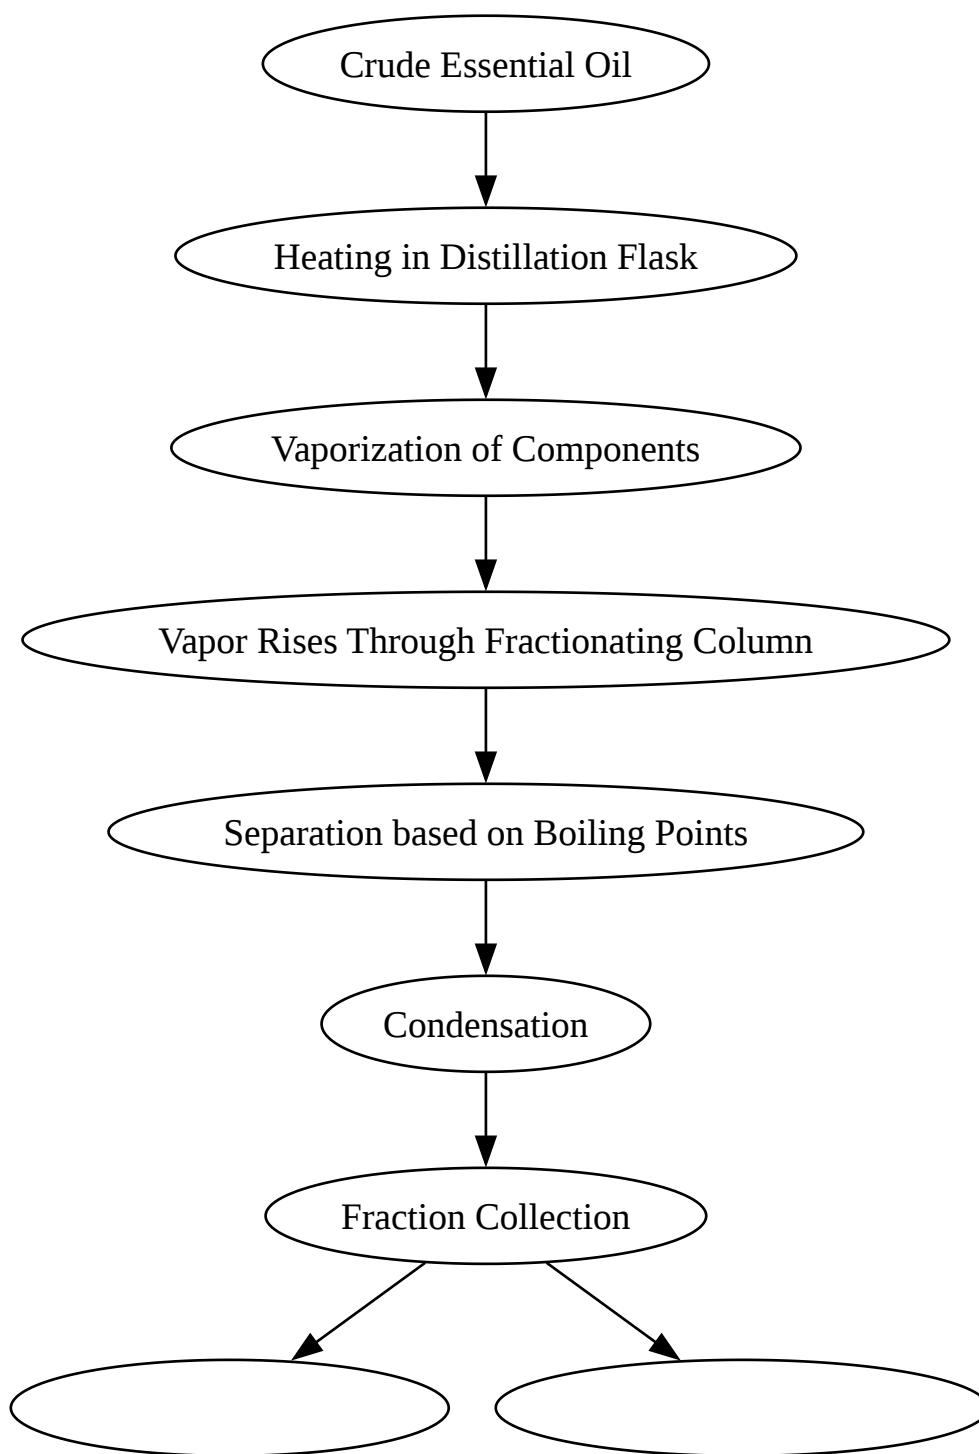 Crude Essential Oil
Heating in Distillation Flask
Vaporization of Components
Vapor Rises Through Fractionating Column
Separation based on Boiling Points
Condensation
Fraction Collection